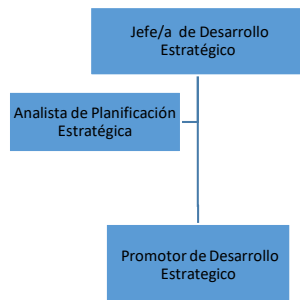 Jefe/a de Desarrollo
Estratégico
Analista de Planificación
Estratégica
Promotor de Desarrollo
Estrategico